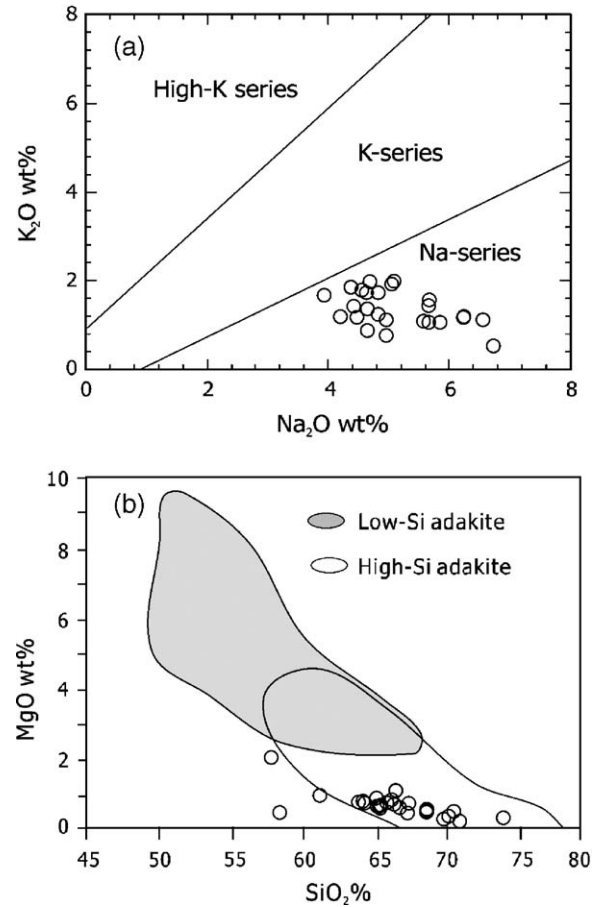 (a)
High-K series
K-series
Na-series
K₂O wt%
8
6
4
2
0
0 2 4 6 8
Na₂O wt%
(b)
Low-Si adakite
High-Si adakite
MgO wt%
10
8
6
4
2
0
45 50 55 60 65 70 75 80
SiO₂%